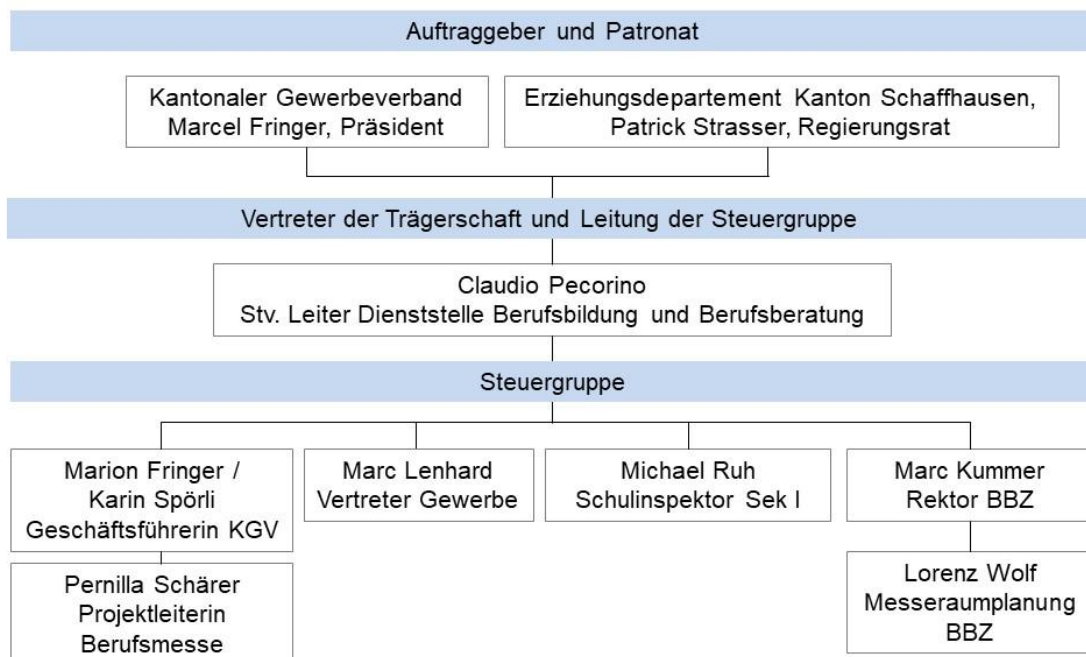 Auftraggeber und Patronat
Kantonaler Gewerbeverband
Marcel Fringer, Präsident
Erziehungsdepartement Kanton Schaffhausen,
Patrick Strasser, Regierungsrat
Vertreter der Trägerschaft und Leitung der Steuergruppe
Claudio Pecorino
Stv. Leiter Dienststelle Berufsbildung und Berufsberatung
Steuergruppe
Marion Fringer /
Karin Spörli
Geschäftsführerin KGV
Marc Lenhard
Vertreter Gewerbe
Michael Ruh
Schulinspektor Sek I
Marc Kummer
Rektor BBZ
Pernilla Schärer
Projektleiterin
Berufsmesse
Lorenz Wolf
Messeraumplanung
BBZ